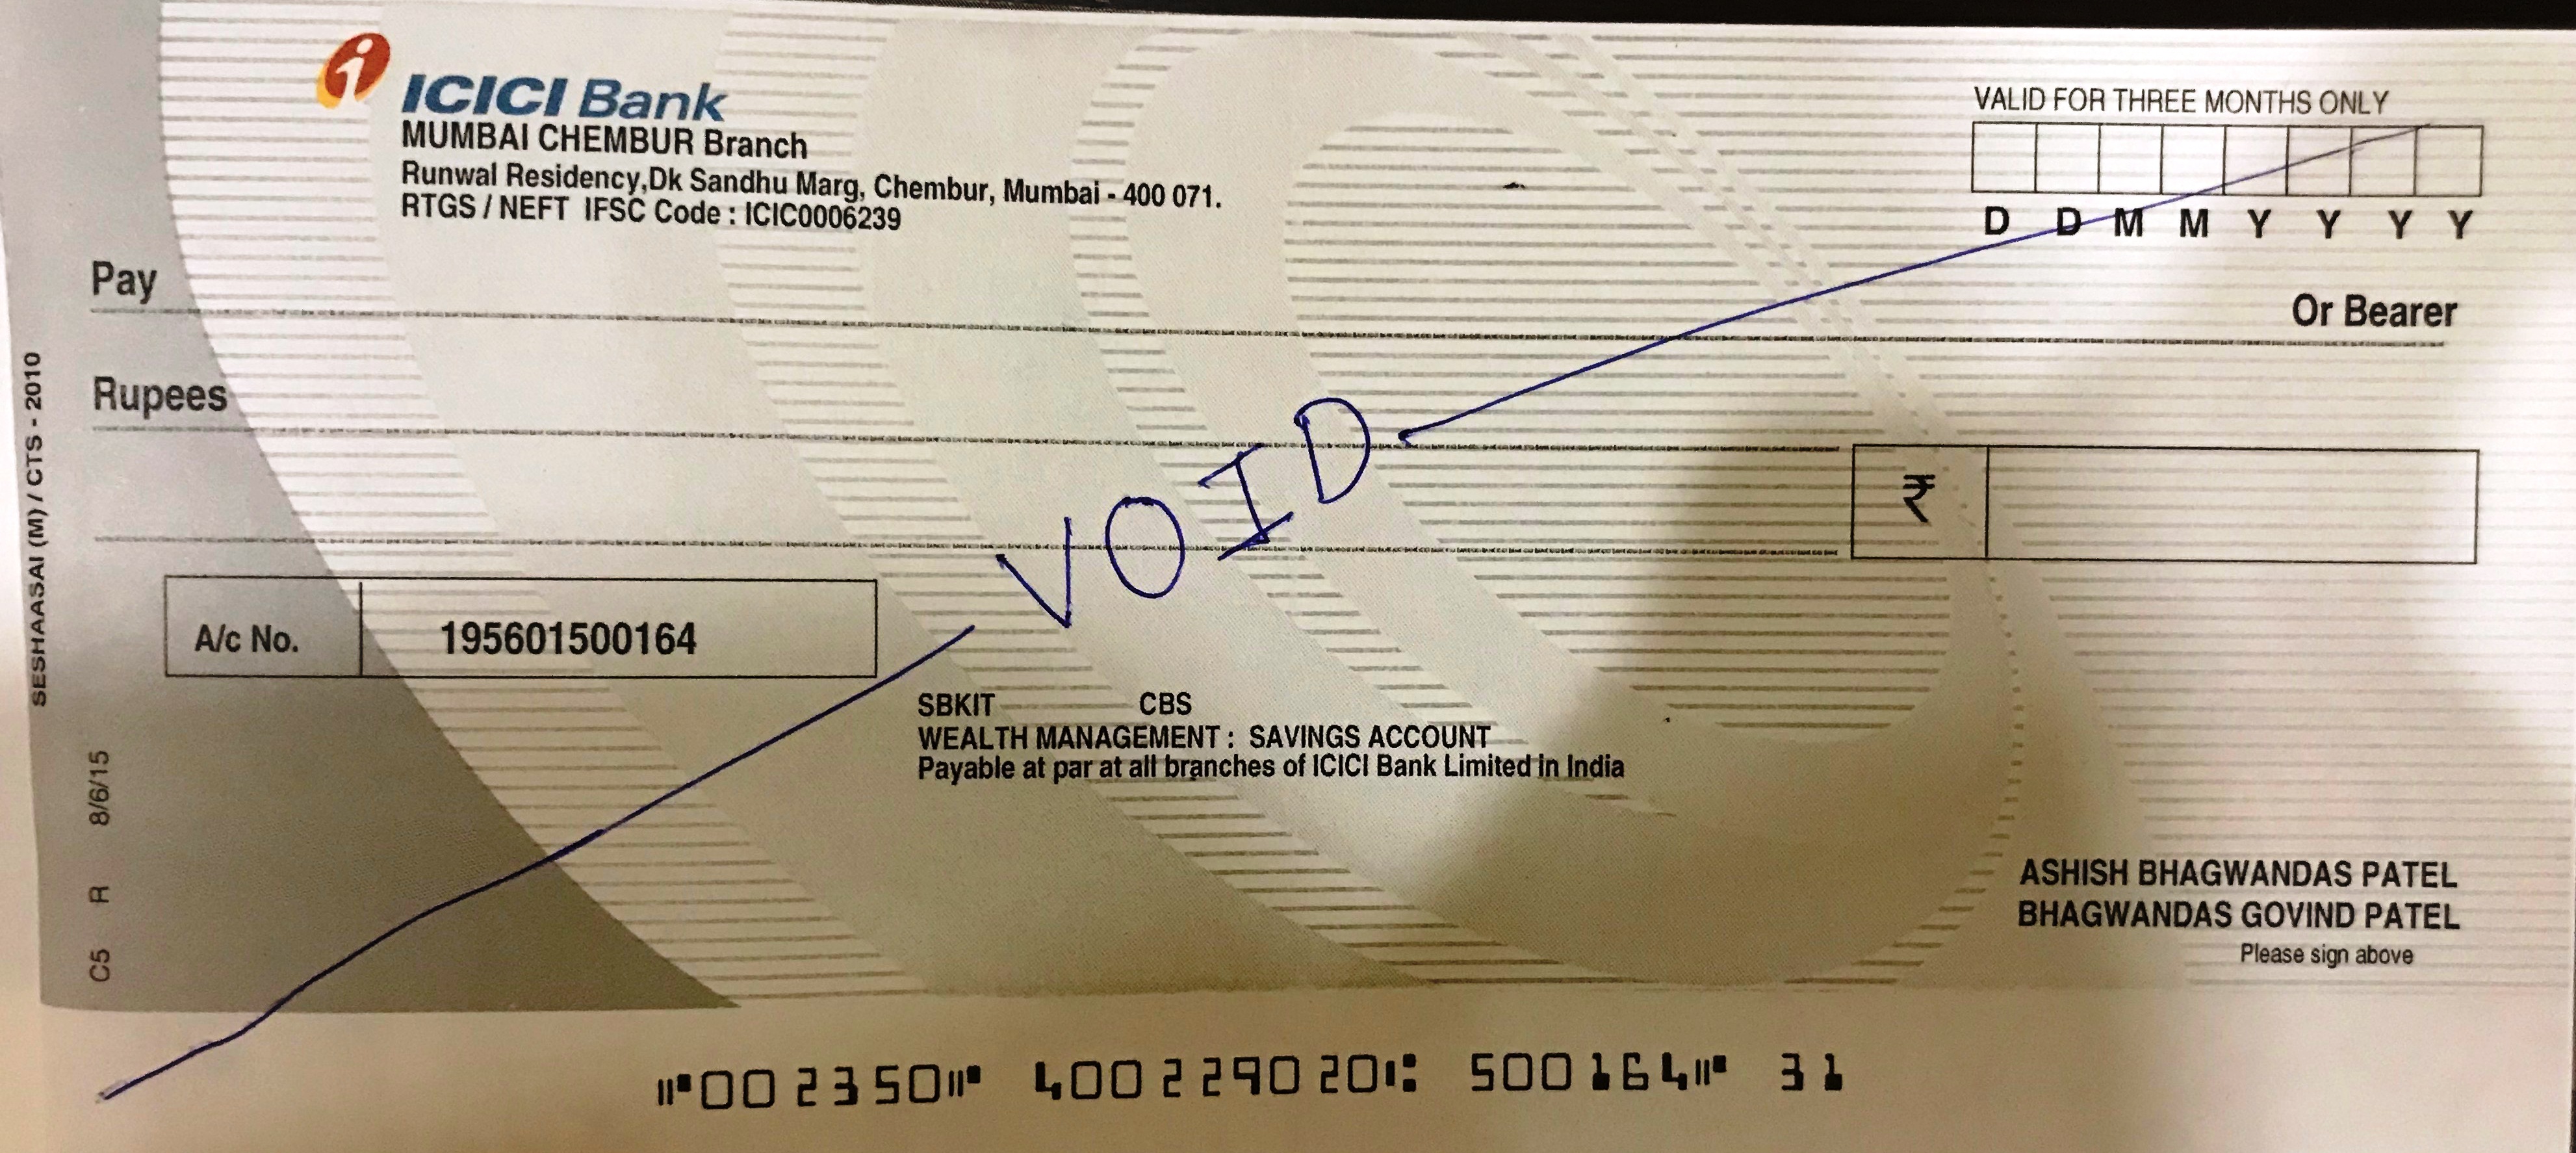 ICICI Bank
MUMBAI CHEMBUR Branch
Runwal Residency,Dk Sandhu Marg, Chembur, Mumbai - 400 071.
RTGS / NEFT IFSC Code : ICIC0006239
VALID FOR THREE MONTHS ONLY
D D M M Y Y Y Y
Pay
Or Bearer
Rupees
₹
VOID
A/c No. 195601500164
SBKIT CBS
WEALTH MANAGEMENT : SAVINGS ACCOUNT
Payable at par at all branches of ICICI Bank Limited in India
ASHISH BHAGWANDAS PATEL
BHAGWANDAS GOVIND PATEL
Please sign above
SESHAASAI (M) / CTS - 2010
C5 R 8/6/15
⑈002350⑈ 400229020⑆ 500164⑈ 31